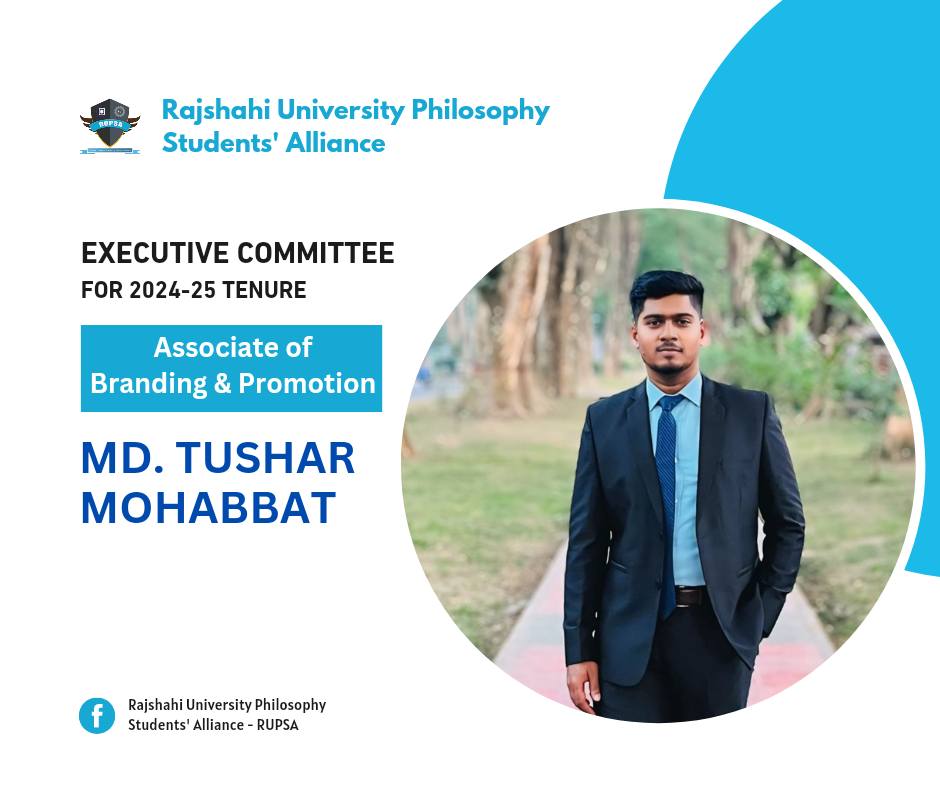 RUPSA
Rajshahi University Philosophy
Students' Alliance
EXECUTIVE COMMITTEE
FOR 2024-25 TENURE
Associate of
Branding & Promotion
MD. TUSHAR
MOHABBAT
Rajshahi University Philosophy
Students' Alliance - RUPSA